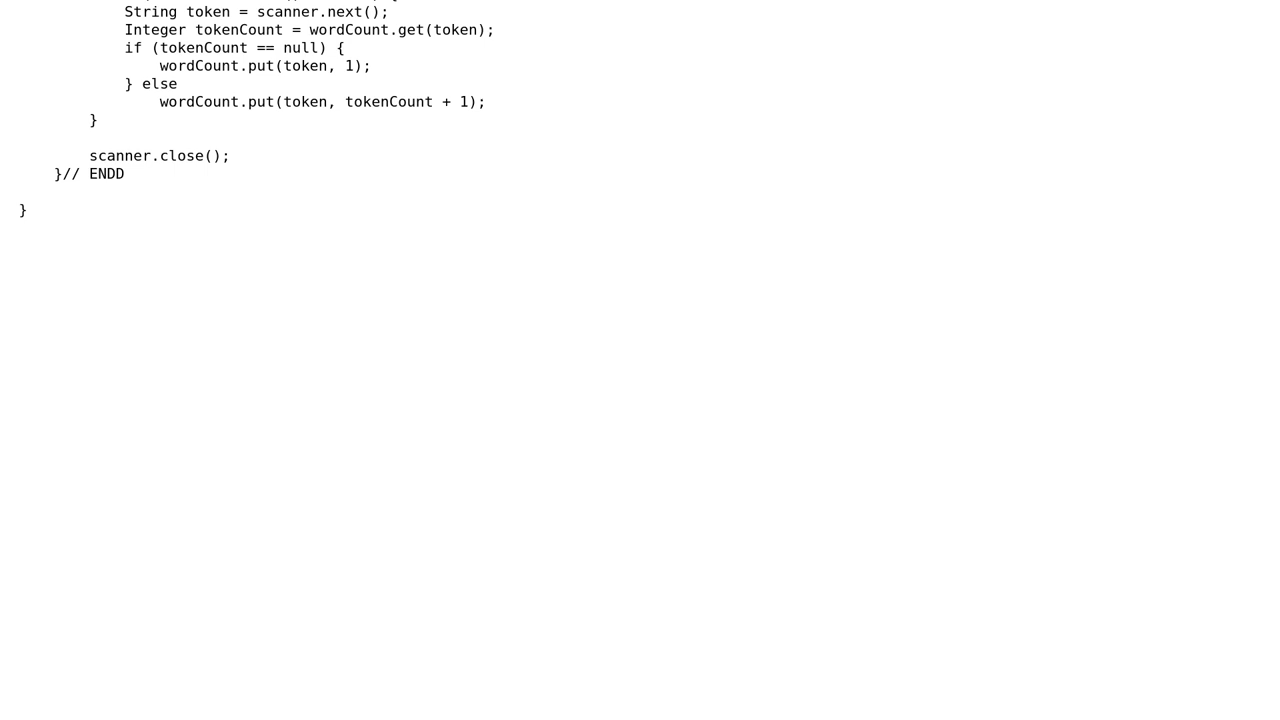 String token = scanner.next();
            Integer tokenCount = wordCount.get(token);
            if (tokenCount == null) {
                wordCount.put(token, 1);
            } else
                wordCount.put(token, tokenCount + 1);
        }

        scanner.close();
    }// ENDD

}